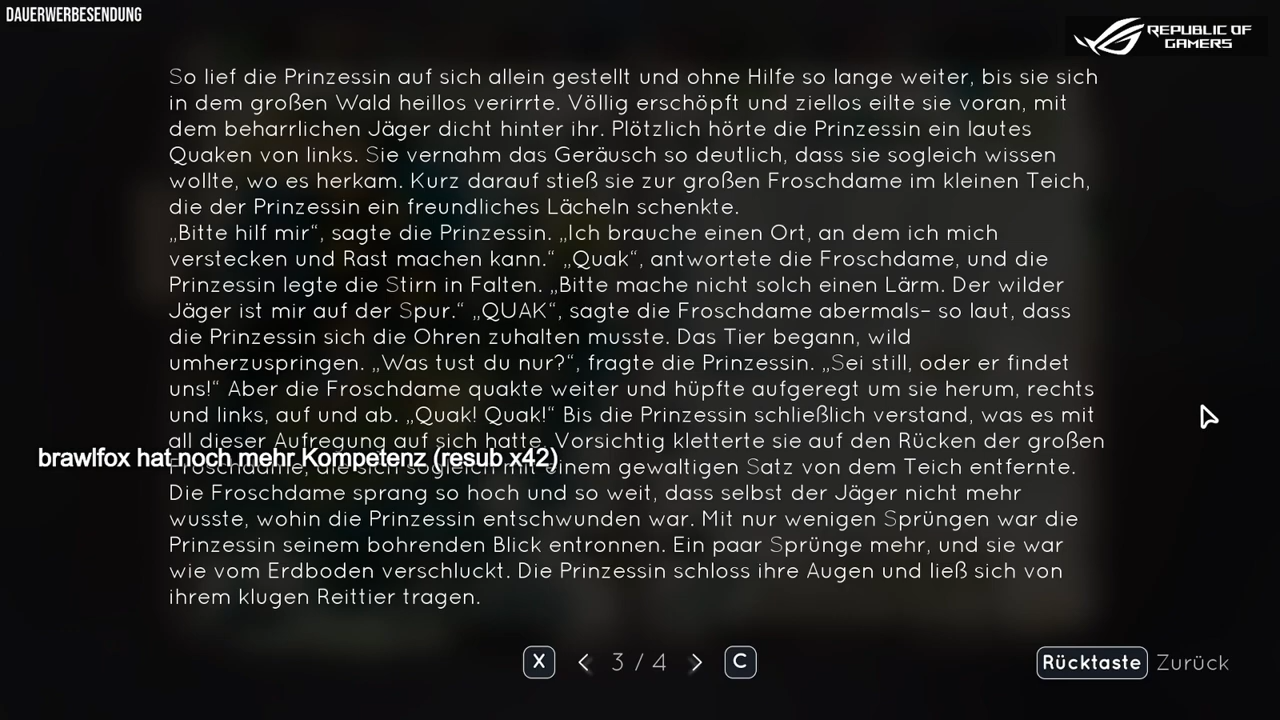 DAUERWERBESENDUNG
REPUBLIC OF
GAMERS
So lief die Prinzessin auf sich allein gestellt und ohne Hilfe so lange weiter, bis sie sich
in dem großen Wald heillos verirrte. Völlig erschöpft und ziellos eilte sie voran, mit
dem beharrlichen Jäger dicht hinter ihr. Plötzlich hörte die Prinzessin ein lautes
Quaken von links. Sie vernahm das Geräusch so deutlich, dass sie sogleich wissen
wollte, wo es herkam. Kurz darauf stieß sie zur großen Froschdame im kleinen Teich,
die der Prinzessin ein freundliches Lächeln schenkte.
„Bitte hilf mir“, sagte die Prinzessin. „Ich brauche einen Ort, an dem ich mich
verstecken und Rast machen kann.“ „Quak“, antwortete die Froschdame, und die
Prinzessin legte die Stirn in Falten. „Bitte mache nicht solch einen Lärm. Der wilder
Jäger ist mir auf der Spur.“ „QUAK“, sagte die Froschdame abermals– so laut, dass
die Prinzessin sich die Ohren zuhalten musste. Das Tier begann, wild
umherzuspringen. „Was tust du nur?“, fragte die Prinzessin. „Sei still, oder er findet
uns!“ Aber die Froschdame quakte weiter und hüpfte aufgeregt um sie herum, rechts
und links, auf und ab. „Quak! Quak!“ Bis die Prinzessin schließlich verstand, was es mit
all dieser Aufregung auf sich hatte. Vorsichtig kletterte sie auf den Rücken der großen
brawlfox hat noch mehr Kompetenz (resub x42)
Froschdame, die sich sogleich mit einem gewaltigen Satz von dem Teich entfernte.
Die Froschdame sprang so hoch und so weit, dass selbst der Jäger nicht mehr
wusste, wohin die Prinzessin entschwunden war. Mit nur wenigen Sprüngen war die
Prinzessin seinem bohrenden Blick entronnen. Ein paar Sprünge mehr, und sie war
wie vom Erdboden verschluckt. Die Prinzessin schloss ihre Augen und ließ sich von
ihrem klugen Reittier tragen.
X < 3 / 4 > C
Rücktaste Zurück